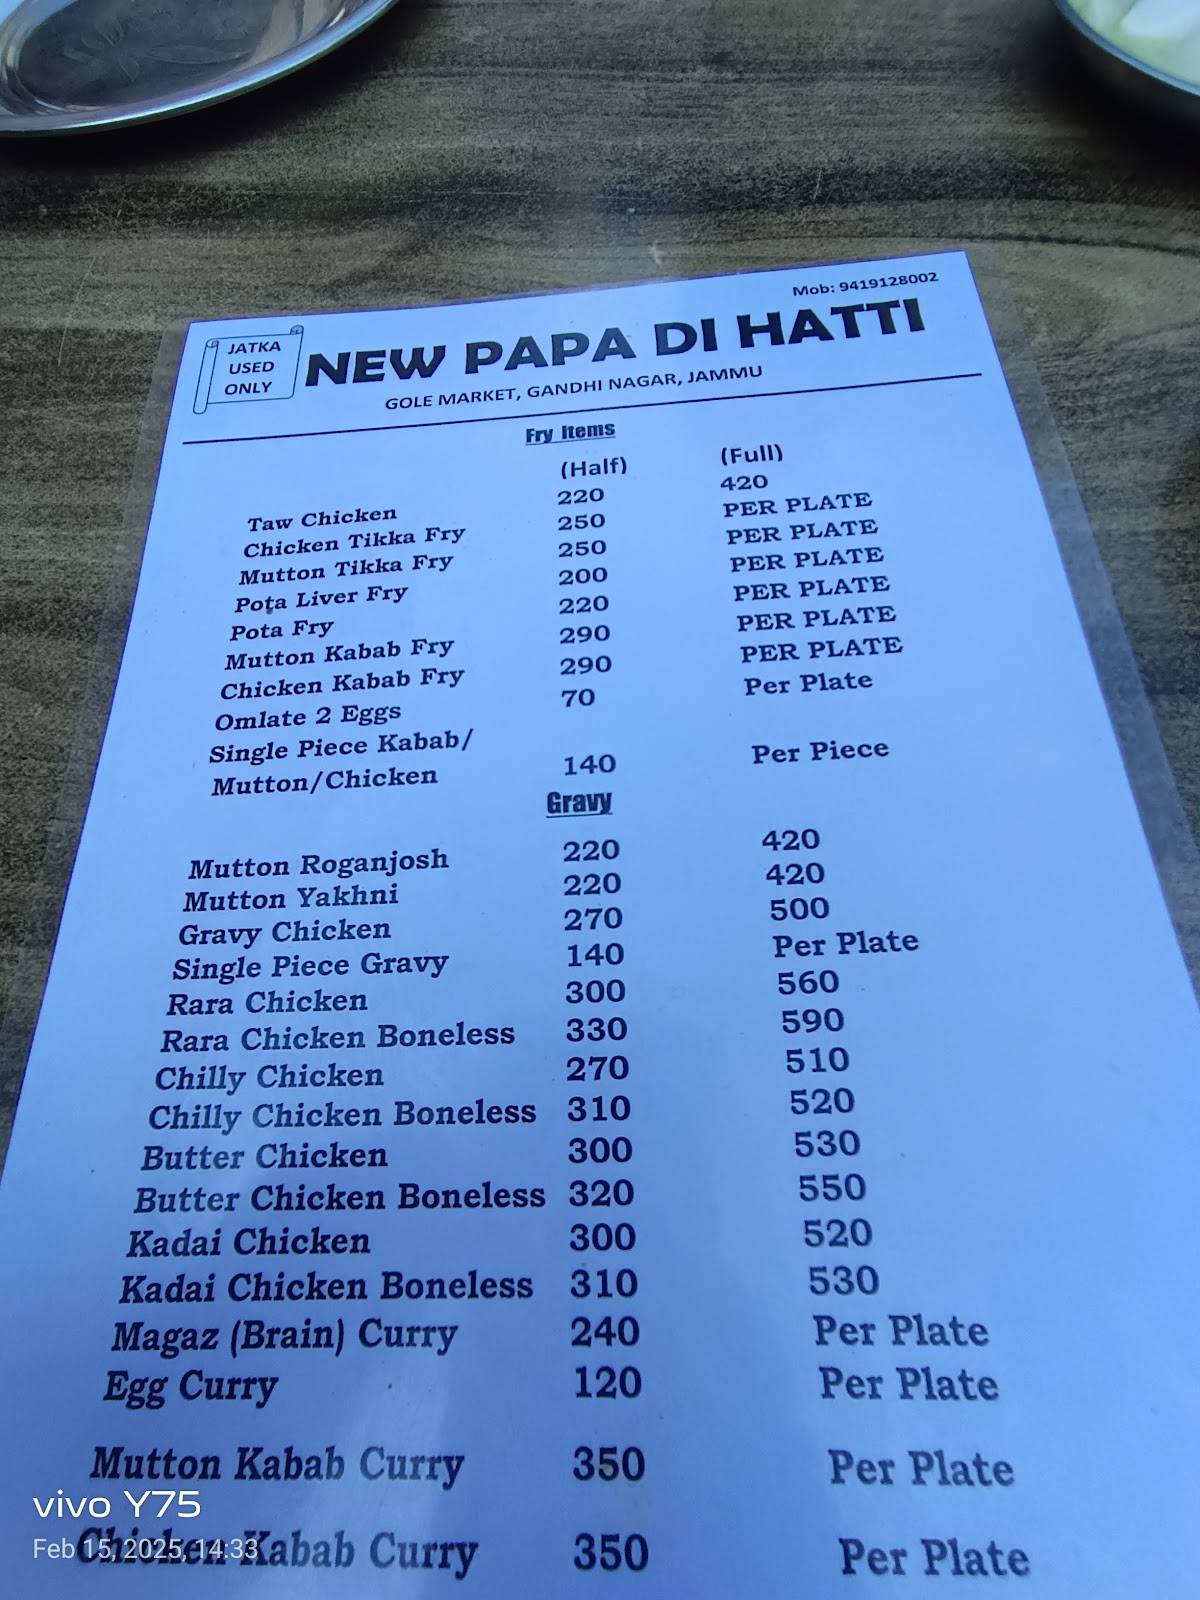 Mob: 9419128002
JATKA
USED
ONLY
NEW PAPA DI HATTI
GOLE MARKET, GANDHI NAGAR, JAMMU
Fry Items
(Half) (Full)
Taw Chicken 220 420
Chicken Tikka Fry 250 PER PLATE
Mutton Tikka Fry 250 PER PLATE
Pota Liver Fry 200 PER PLATE
Pota Fry 220 PER PLATE
Mutton Kabab Fry 290 PER PLATE
Chicken Kabab Fry 290 PER PLATE
Omlate 2 Eggs 70 Per Plate
Single Piece Kabab/
Mutton/Chicken 140 Per Piece
Gravy
Mutton Roganjosh 220 420
Mutton Yakhni 220 420
Gravy Chicken 270 500
Single Piece Gravy 140 Per Plate
Rara Chicken 300 560
Rara Chicken Boneless 330 590
Chilly Chicken 270 510
Chilly Chicken Boneless 310 520
Butter Chicken 300 530
Butter Chicken Boneless 320 550
Kadai Chicken 300 520
Kadai Chicken Boneless 310 530
Magaz (Brain) Curry 240 Per Plate
Egg Curry 120 Per Plate
Mutton Kabab Curry 350 Per Plate
Chicken Kabab Curry 350 Per Plate
vivo Y75
Feb 15, 2025, 14:33